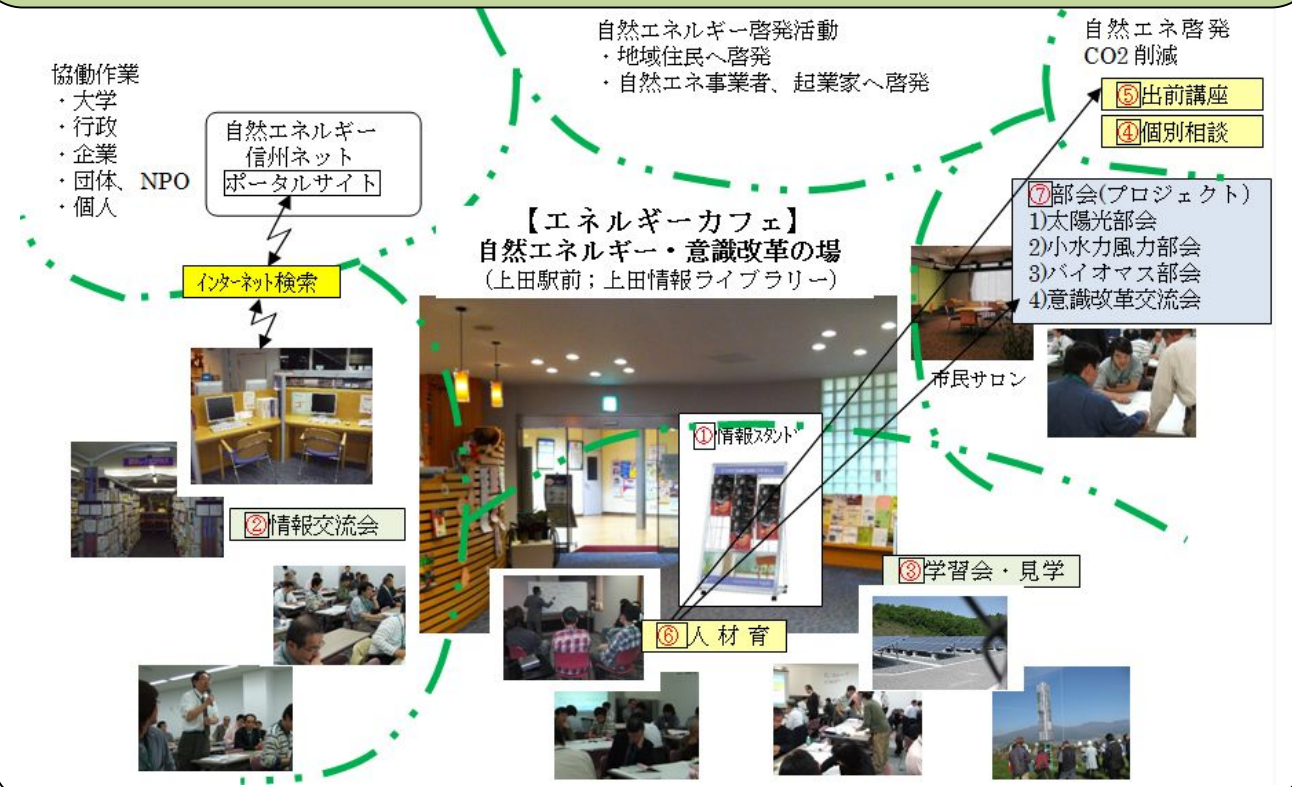 協働作業
・大学
・行政
・企業
・団体、NPO
・個人
自然エネルギー
信州ネット
ポータルサイト
インターネット検索
自然エネルギー啓発活動
・地域住民へ啓発
・自然エネ事業者、起業家へ啓発
自然エネ啓発
CO2削減
⑤出前講座
④個別相談
⑦部会(プロジェクト)
1)太陽光部会
2)小水力風力部会
3)バイオマス部会
4)意識改革交流会
【エネルギーカフェ】
自然エネルギー・意識改革の場
(上田駅前；上田情報ライブラリー)
市民サロン
①情報スタンド
②情報交流会
③学習会・見学
⑥人材育